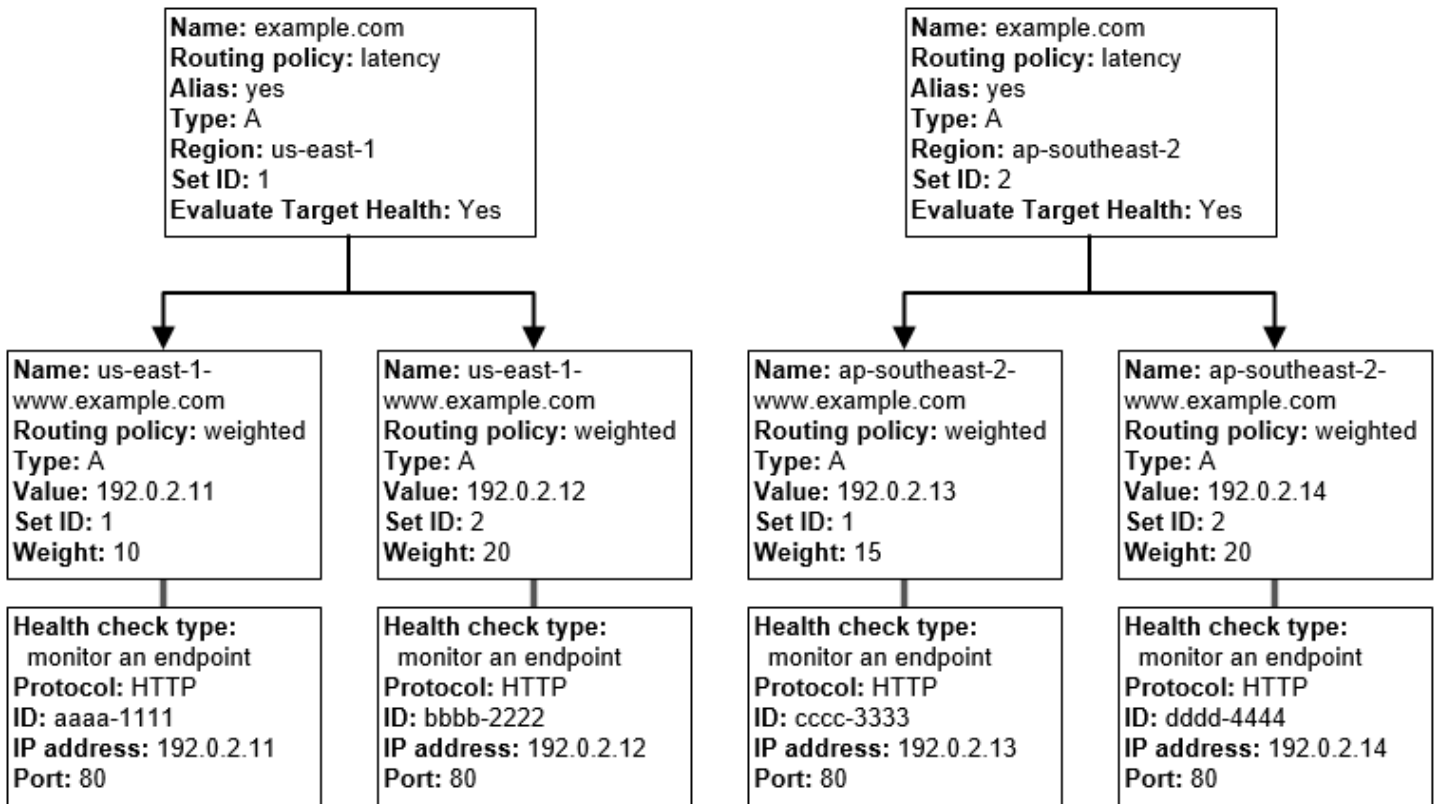 Name: example.com
Routing policy: latency
Alias: yes
Type: A
Region: us-east-1
Set ID: 1
Evaluate Target Health: Yes
Name: example.com
Routing policy: latency
Alias: yes
Type: A
Region: ap-southeast-2
Set ID: 2
Evaluate Target Health: Yes
Name: us-east-1-
www.example.com
Routing policy: weighted
Type: A
Value: 192.0.2.11
Set ID: 1
Weight: 10
Name: us-east-1-
www.example.com
Routing policy: weighted
Type: A
Value: 192.0.2.12
Set ID: 2
Weight: 20
Name: ap-southeast-2-
www.example.com
Routing policy: weighted
Type: A
Value: 192.0.2.13
Set ID: 1
Weight: 15
Name: ap-southeast-2-
www.example.com
Routing policy: weighted
Type: A
Value: 192.0.2.14
Set ID: 2
Weight: 20
Health check type:
monitor an endpoint
Protocol: HTTP
ID: aaaa-1111
IP address: 192.0.2.11
Port: 80
Health check type:
monitor an endpoint
Protocol: HTTP
ID: bbbb-2222
IP address: 192.0.2.12
Port: 80
Health check type:
monitor an endpoint
Protocol: HTTP
ID: cccc-3333
IP address: 192.0.2.13
Port: 80
Health check type:
monitor an endpoint
Protocol: HTTP
ID: dddd-4444
IP address: 192.0.2.14
Port: 80